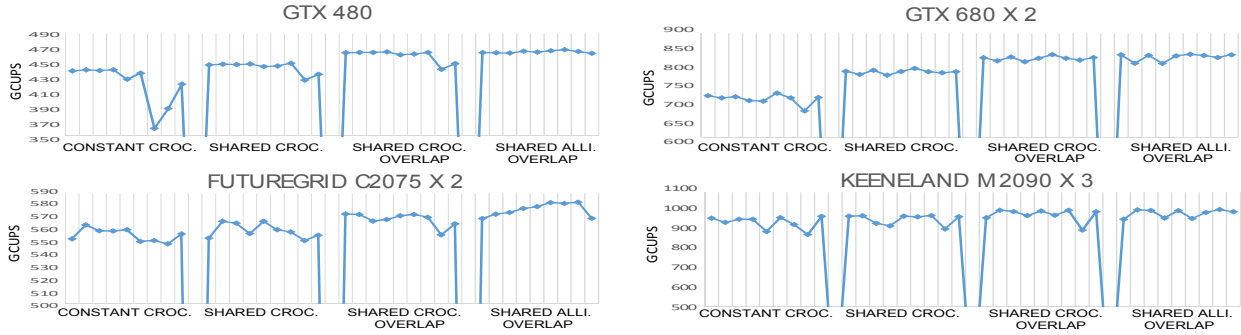 GTX 480
GCUPS
490
470
450
430
410
390
370
350
CONSTANT CROC. SHARED CROC. SHARED CROC. SHARED ALLI.
OVERLAP OVERLAP
GTX 680 X 2
GCUPS
900
850
800
750
700
650
600
CONSTANT CROC. SHARED CROC. SHARED CROC. SHARED ALLI.
OVERLAP OVERLAP
FUTUREGRID C2075 X 2
GCUPS
590
580
570
560
550
540
530
520
510
500
CONSTANT CROC. SHARED CROC. SHARED CROC. SHARED ALLI.
OVERLAP OVERLAP
KEENELAND M2090 X 3
GCUPS
1100
1000
900
800
700
600
500
CONSTANT CROC. SHARED CROC. SHARED CROC. SHARED ALLI.
OVERLAP OVERLAP